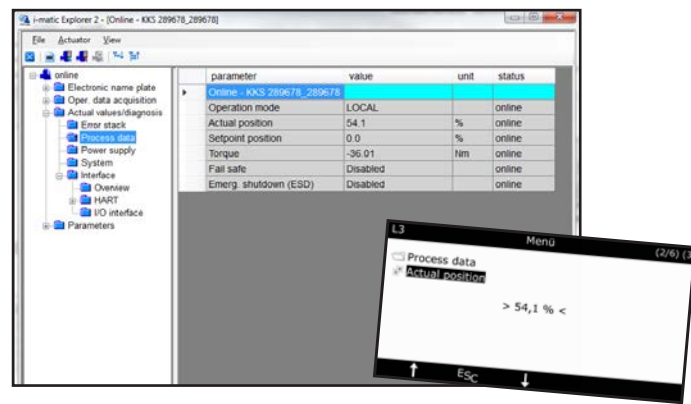 i-matic Explorer 2 - [Online - KKS 289678_289678]
File Actuator View
online
Electronic name plate
Oper. data acquisition
Actual values/diagnosis
Error stack
Process data
Power supply
System
Interface
Overview
HART
I/O interface
Parameters
parameter value unit status
Online - KKS 289678_289678
Operation mode LOCAL online
Actual position 54.1 % online
Setpoint position 0.0 % online
Torque -36.01 Nm online
Fail safe Disabled online
Emerg. shutdown (ESD) Disabled online
L3 Menü (2/6) (3
Process data
Actual position
> 54,1 % <
ESC